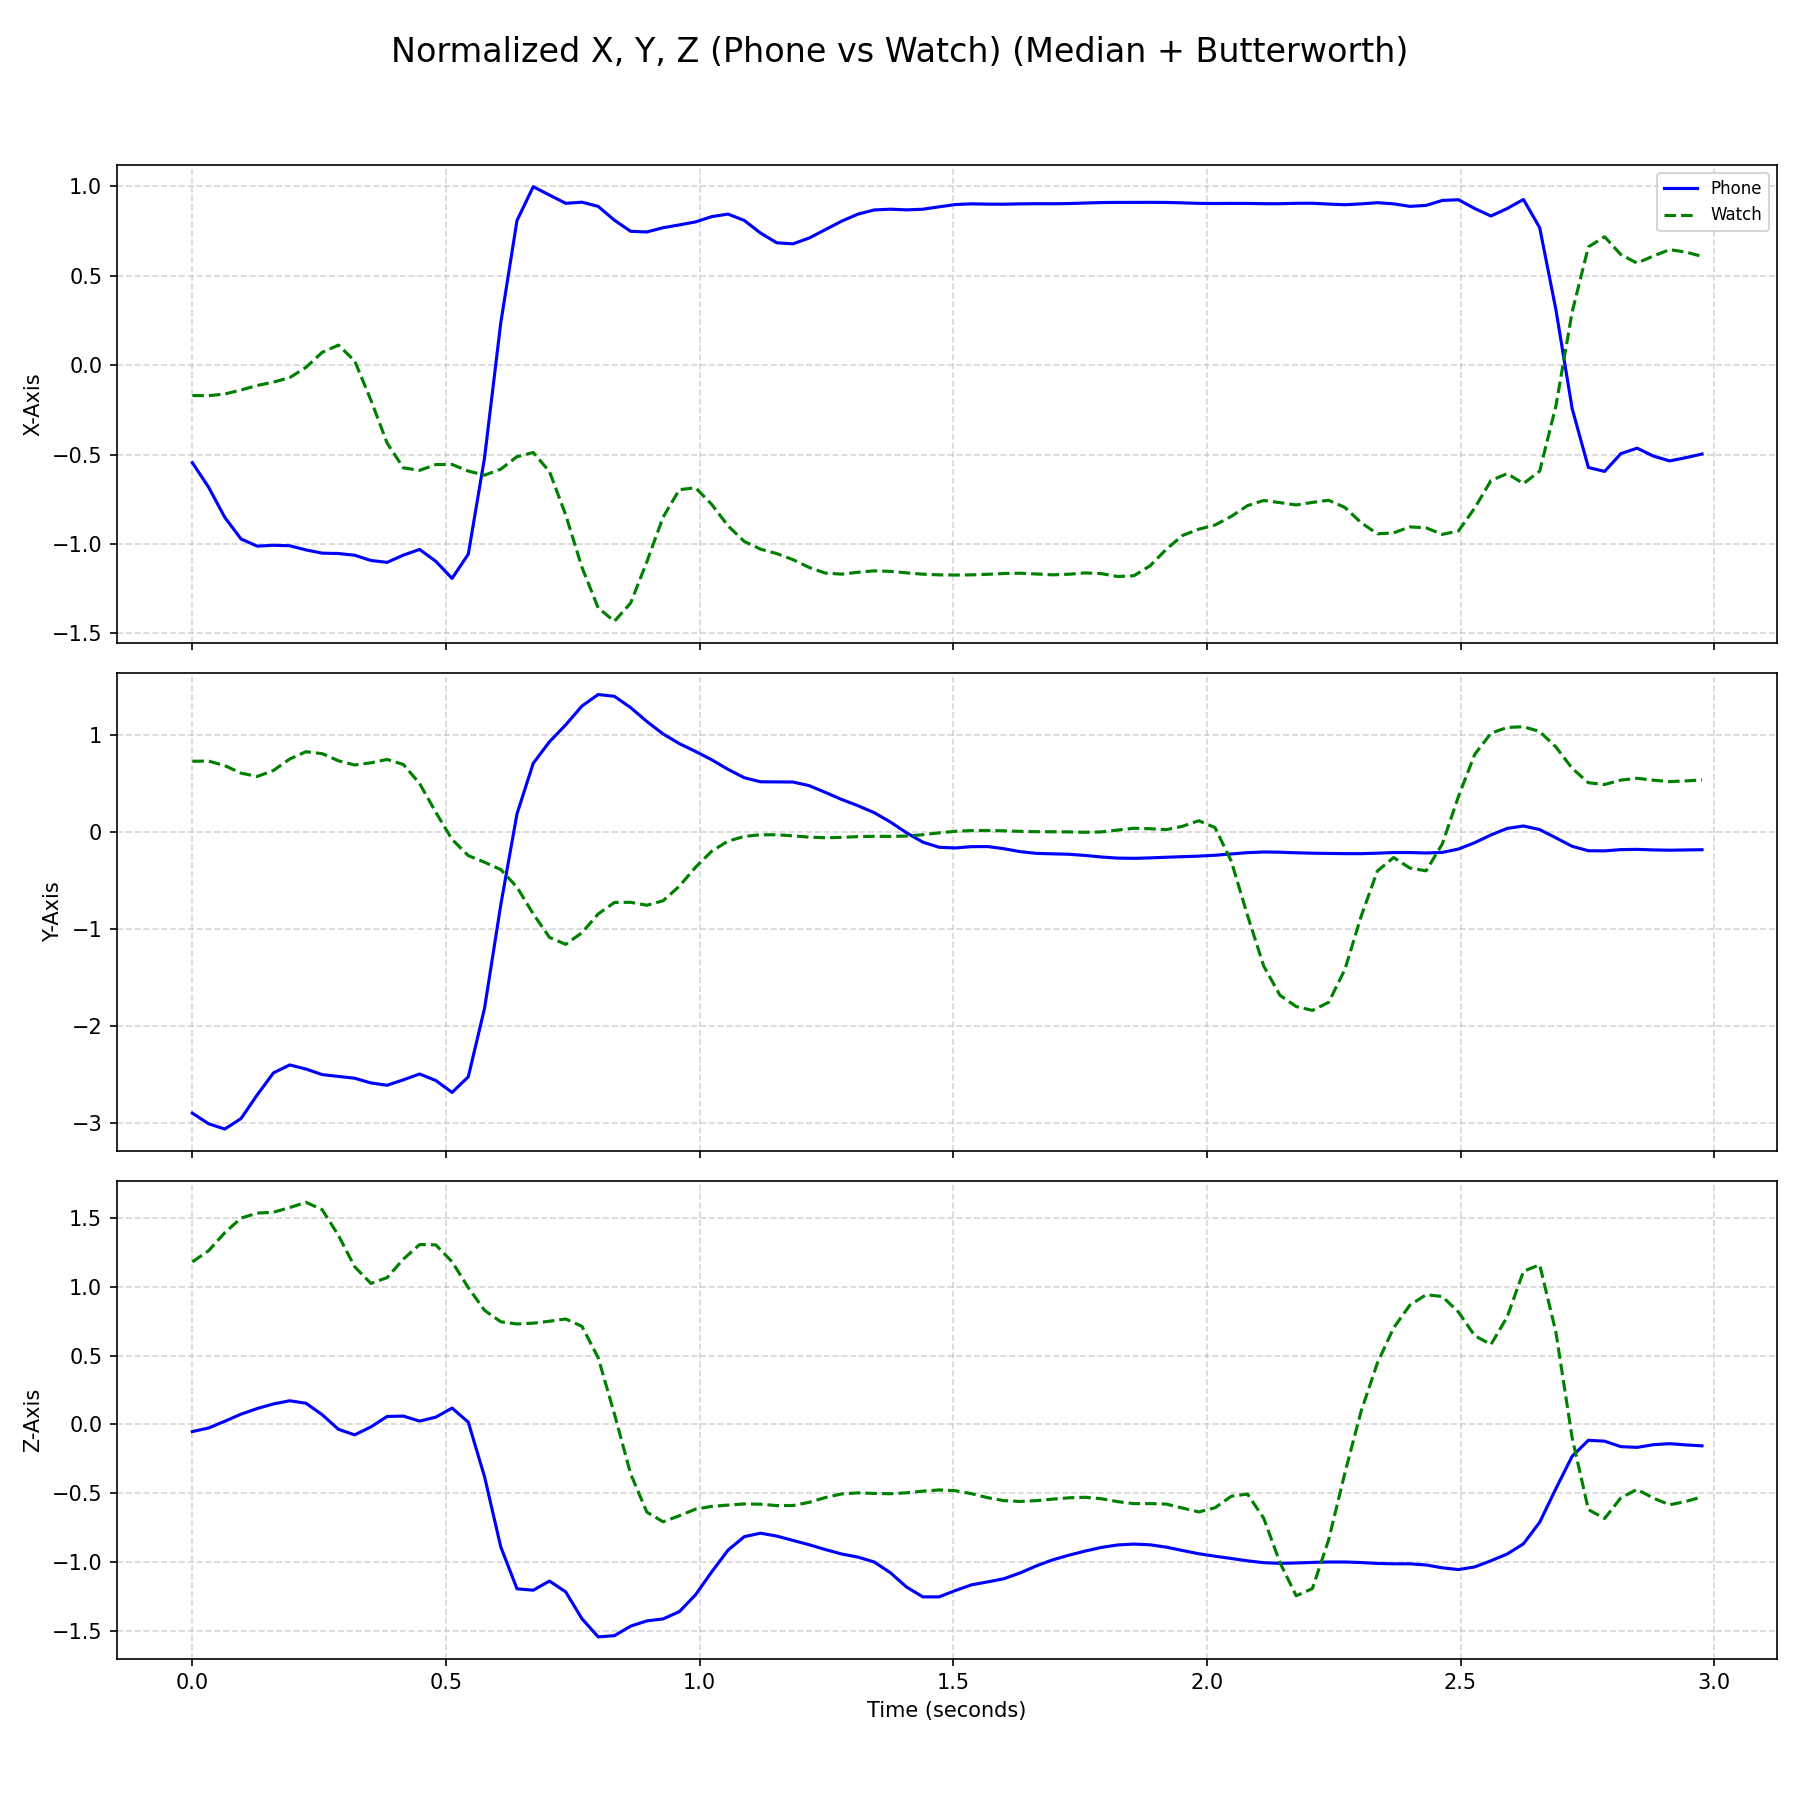 Normalized X, Y, Z (Phone vs Watch) (Median + Butterworth)
Phone
Watch
1.0
0.5
0.0
−0.5
−1.0
−1.5
X-Axis
1
0
−1
−2
−3
Y-Axis
1.5
1.0
0.5
0.0
−0.5
−1.0
−1.5
Z-Axis
0.0 0.5 1.0 1.5 2.0 2.5 3.0
Time (seconds)